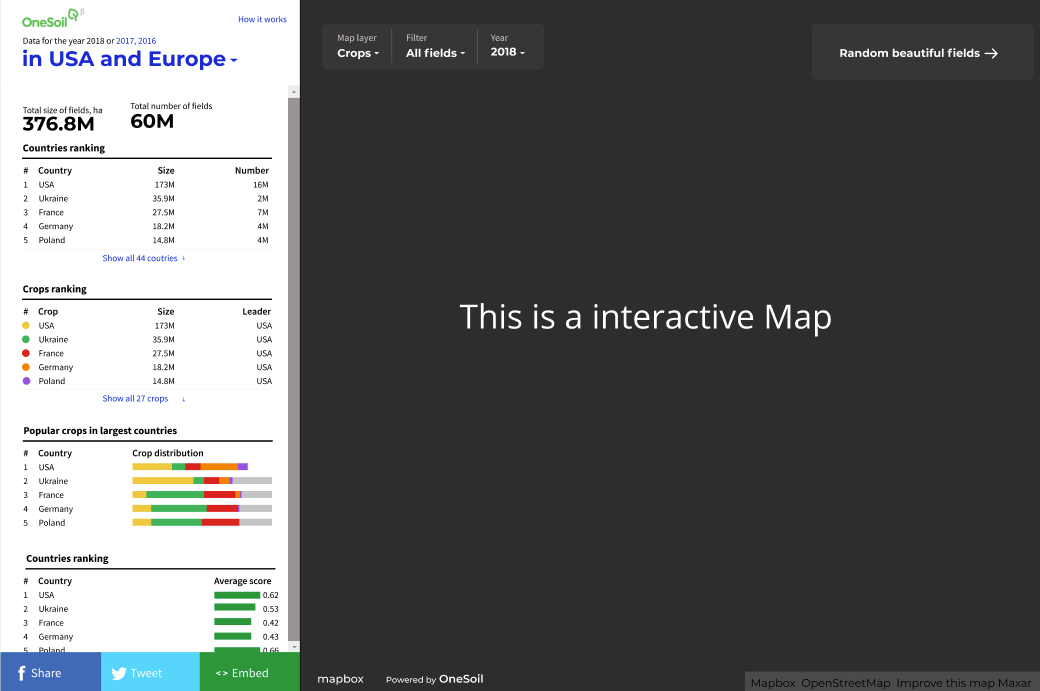 OneSoil β
How it works
Data for the year 2018 or 2017, 2016
in USA and Europe
Total size of fields, ha
376.8M
Total number of fields
60M
Countries ranking
# Country Size Number
1 USA 173M 16M
2 Ukraine 35.9M 2M
3 France 27.5M 7M
4 Germany 18.2M 4M
5 Poland 14.8M 4M
Show all 44 coutries ↓
Crops ranking
# Crop Size Leader
USA 173M USA
Ukraine 35.9M USA
France 27.5M USA
Germany 18.2M USA
Poland 14.8M USA
Show all 27 crops ↓
Popular crops in largest countries
# Country Crop distribution
1 USA
2 Ukraine
3 France
4 Germany
5 Poland
Countries ranking
# Country Average score
1 USA 0.62
2 Ukraine 0.53
3 France 0.42
4 Germany 0.43
5 Poland 0.66
Share
Tweet
<> Embed
Map layer
Crops
Filter
All fields
Year
2018
Random beautiful fields →
This is a interactive Map
mapbox
Powered by OneSoil
Mapbox OpenStreetMap Improve this map Maxar